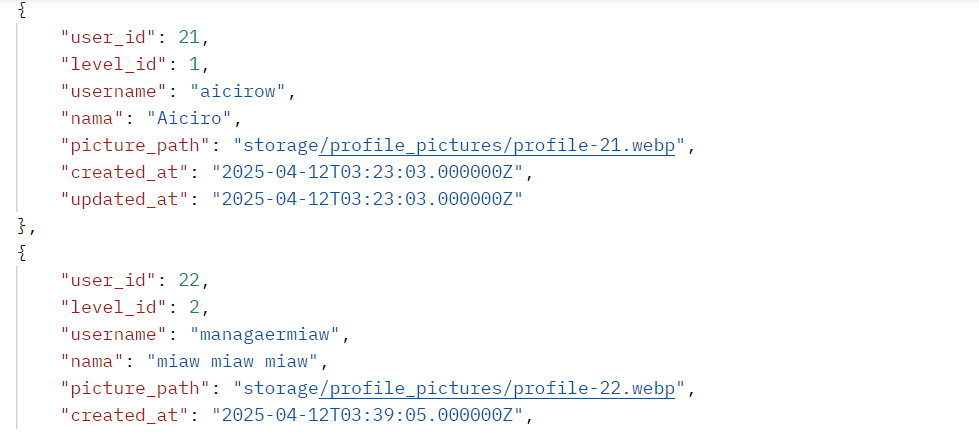 {
"user_id": 21,
"level_id": 1,
"username": "aicirow",
"nama": "Aiciro",
"picture_path": "storage/profile_pictures/profile-21.webp",
"created_at": "2025-04-12T03:23:03.000000Z",
"updated_at": "2025-04-12T03:23:03.000000Z"
},
{
"user_id": 22,
"level_id": 2,
"username": "managaermiaw",
"nama": "miaw miaw miaw",
"picture_path": "storage/profile_pictures/profile-22.webp",
"created_at": "2025-04-12T03:39:05.000000Z",